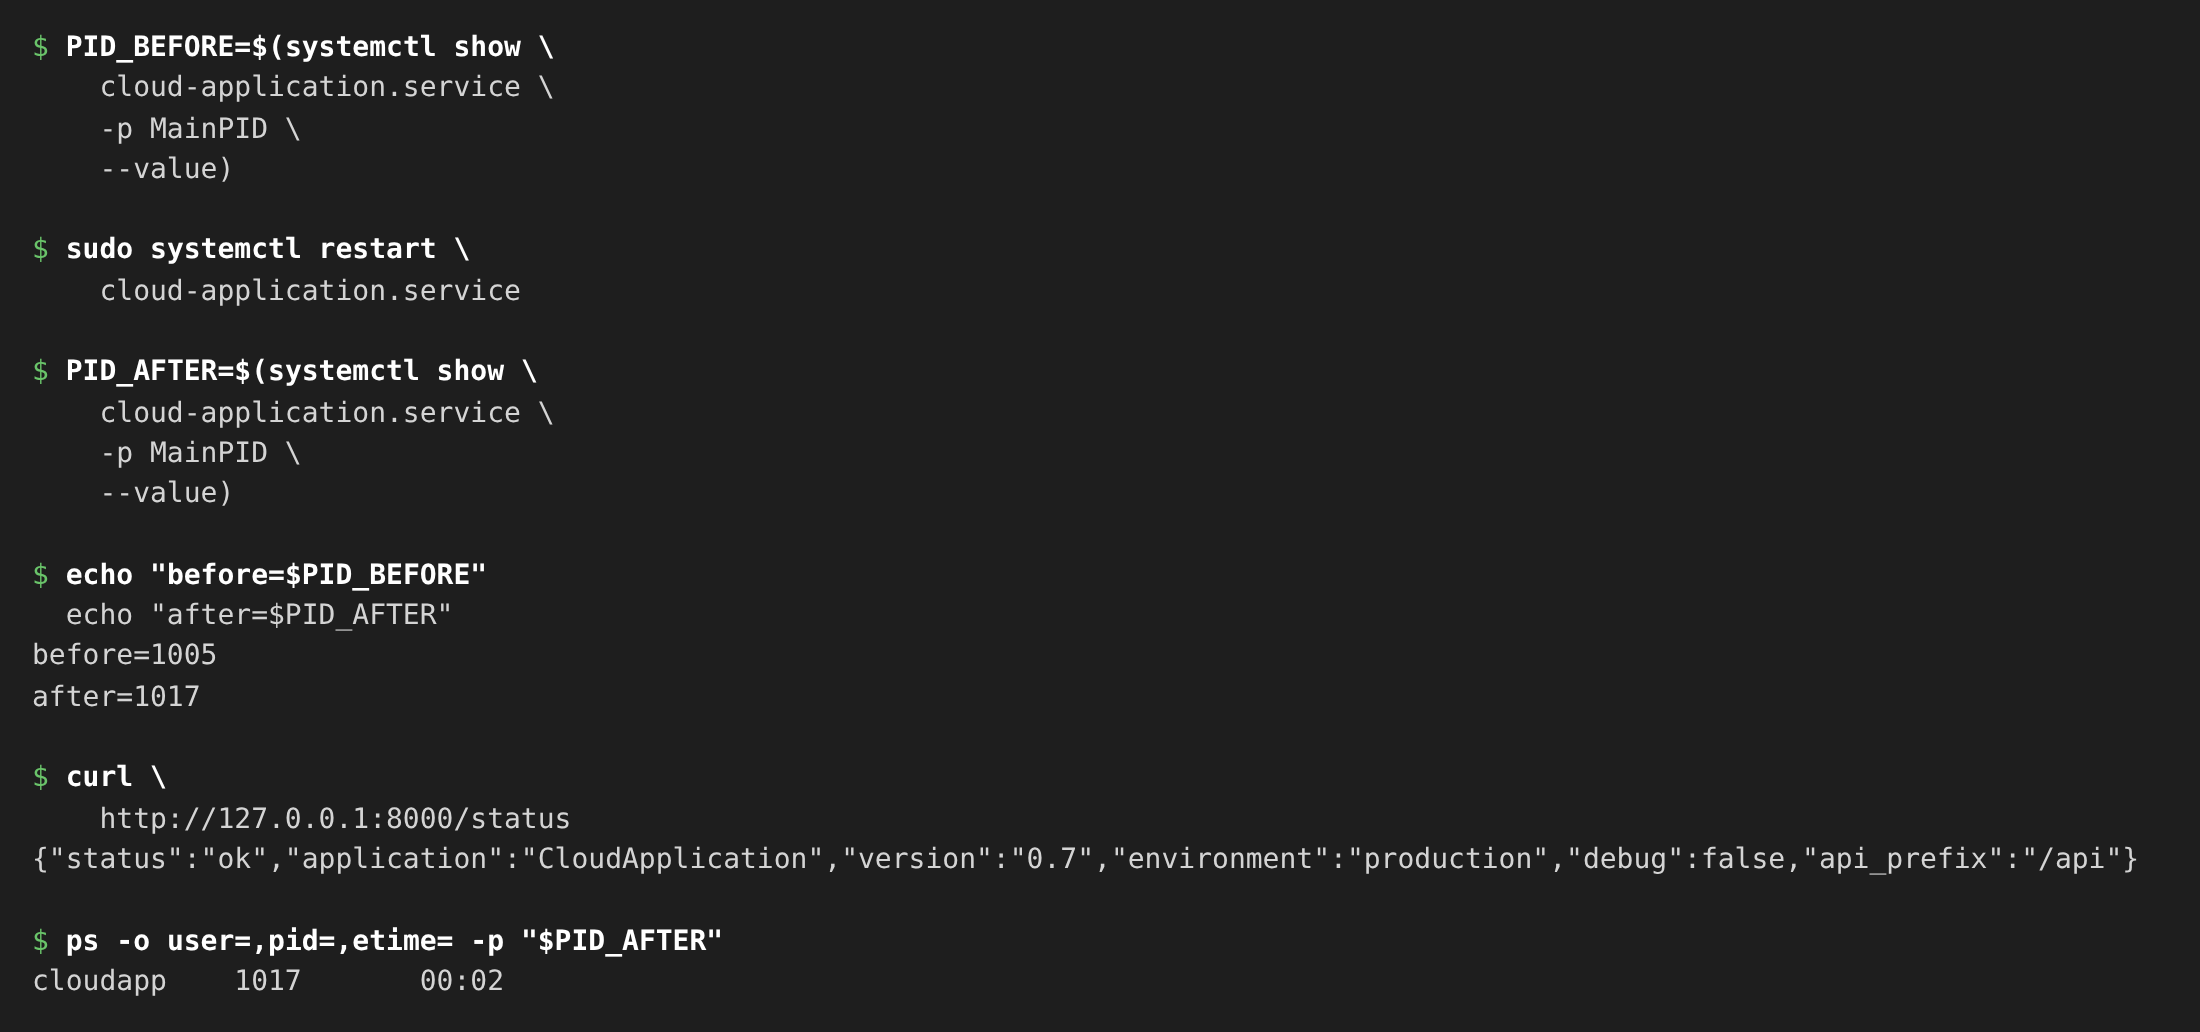 $ PID_BEFORE=$(systemctl show \
    cloud-application.service \
    -p MainPID \
    --value)

$ sudo systemctl restart \
    cloud-application.service

$ PID_AFTER=$(systemctl show \
    cloud-application.service \
    -p MainPID \
    --value)

$ echo "before=$PID_BEFORE"
  echo "after=$PID_AFTER"
before=1005
after=1017

$ curl \
    http://127.0.0.1:8000/status
{"status":"ok","application":"CloudApplication","version":"0.7","environment":"production","debug":false,"api_prefix":"/api"}

$ ps -o user=,pid=,etime= -p "$PID_AFTER"
cloudapp    1017       00:02